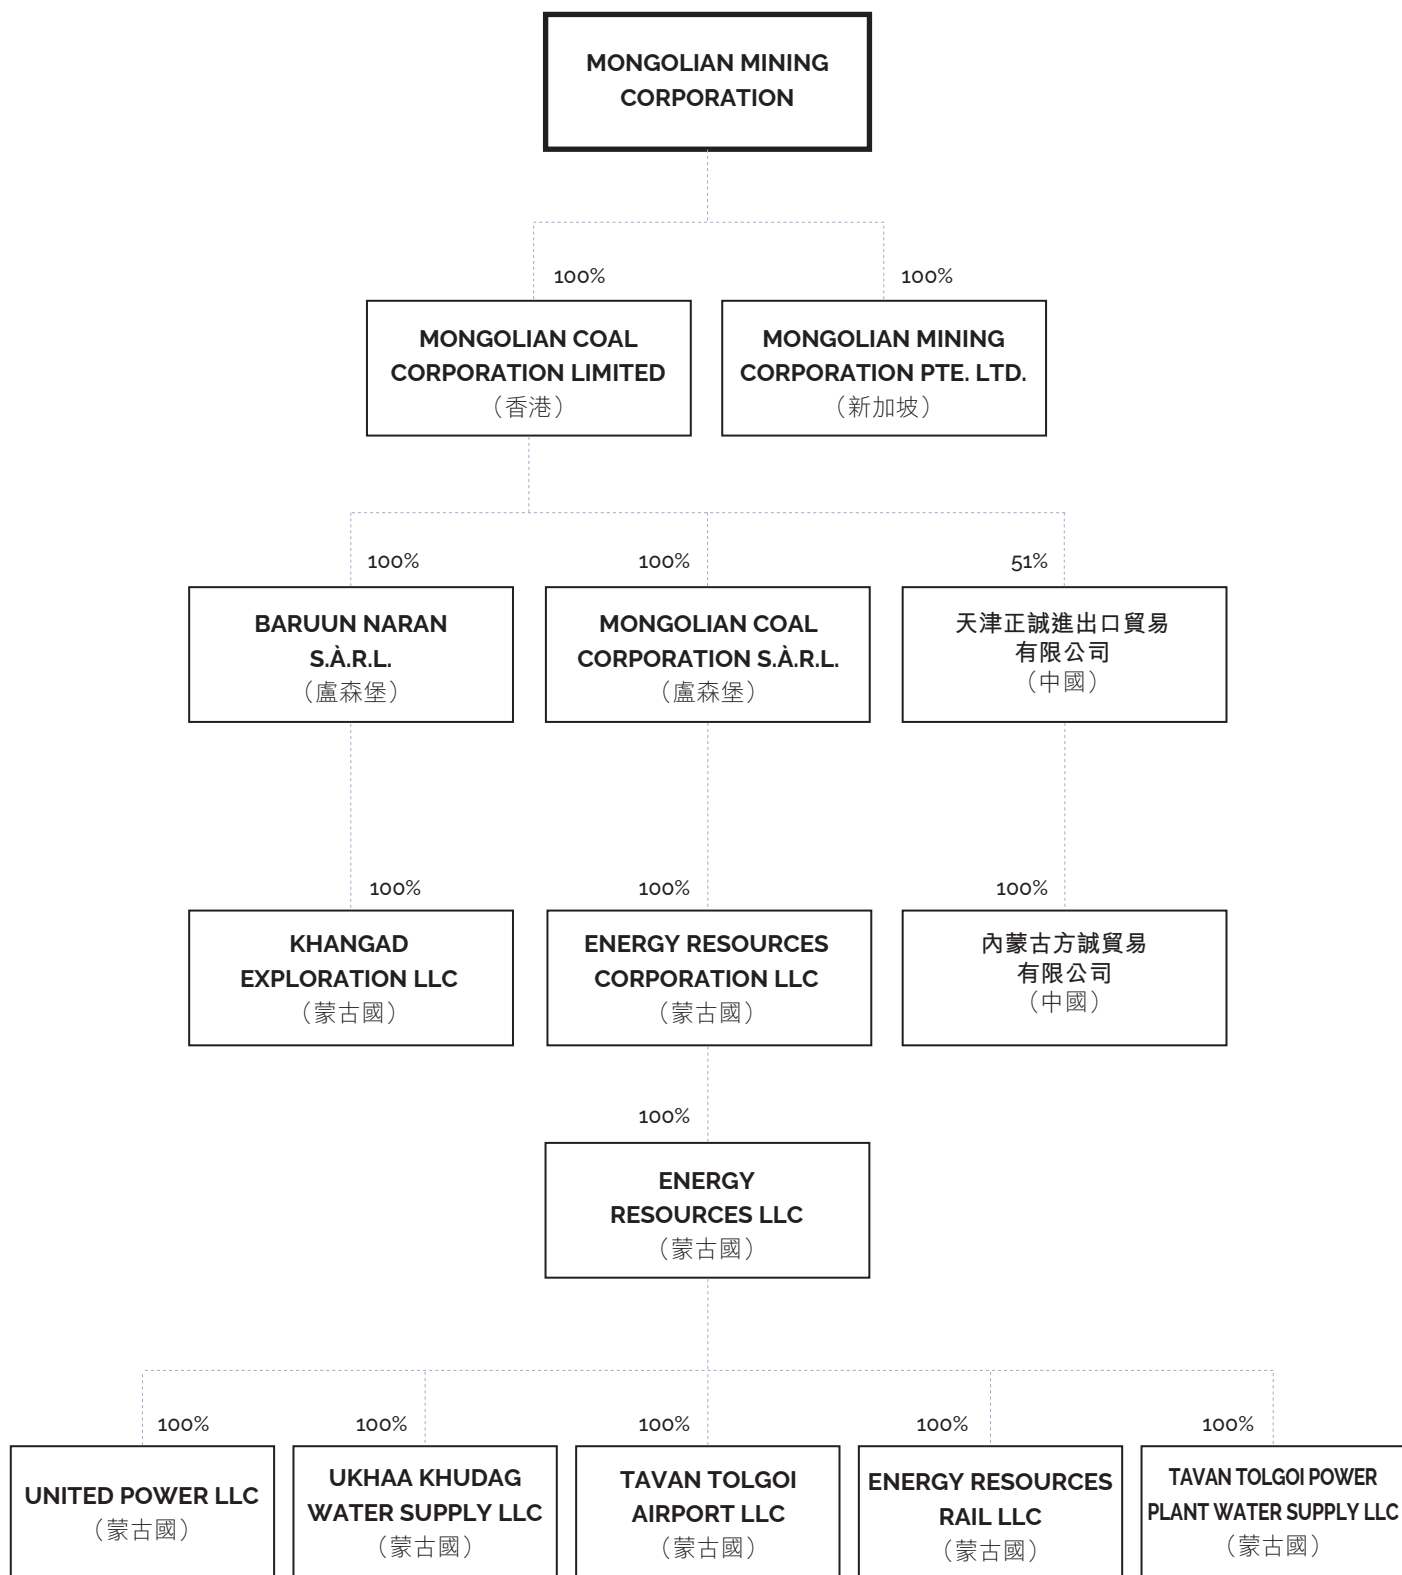 MONGOLIAN MINING
CORPORATION
100%
100%
MONGOLIAN COAL
CORPORATION LIMITED
（香港）
MONGOLIAN MINING
CORPORATION PTE. LTD.
（新加坡）
100%
100%
51%
BARUUN NARAN
S.À.R.L.
（盧森堡）
MONGOLIAN COAL
CORPORATION S.À.R.L.
（盧森堡）
天津正誠進出口貿易
有限公司
（中國）
100%
100%
100%
KHANGAD
EXPLORATION LLC
（蒙古國）
ENERGY RESOURCES
CORPORATION LLC
（蒙古國）
內蒙古方誠貿易
有限公司
（中國）
100%
ENERGY
RESOURCES LLC
（蒙古國）
100%
100%
100%
100%
100%
UNITED POWER LLC
（蒙古國）
UKHAA KHUDAG
WATER SUPPLY LLC
（蒙古國）
TAVAN TOLGOI
AIRPORT LLC
（蒙古國）
ENERGY RESOURCES
RAIL LLC
（蒙古國）
TAVAN TOLGOI POWER
PLANT WATER SUPPLY LLC
（蒙古國）